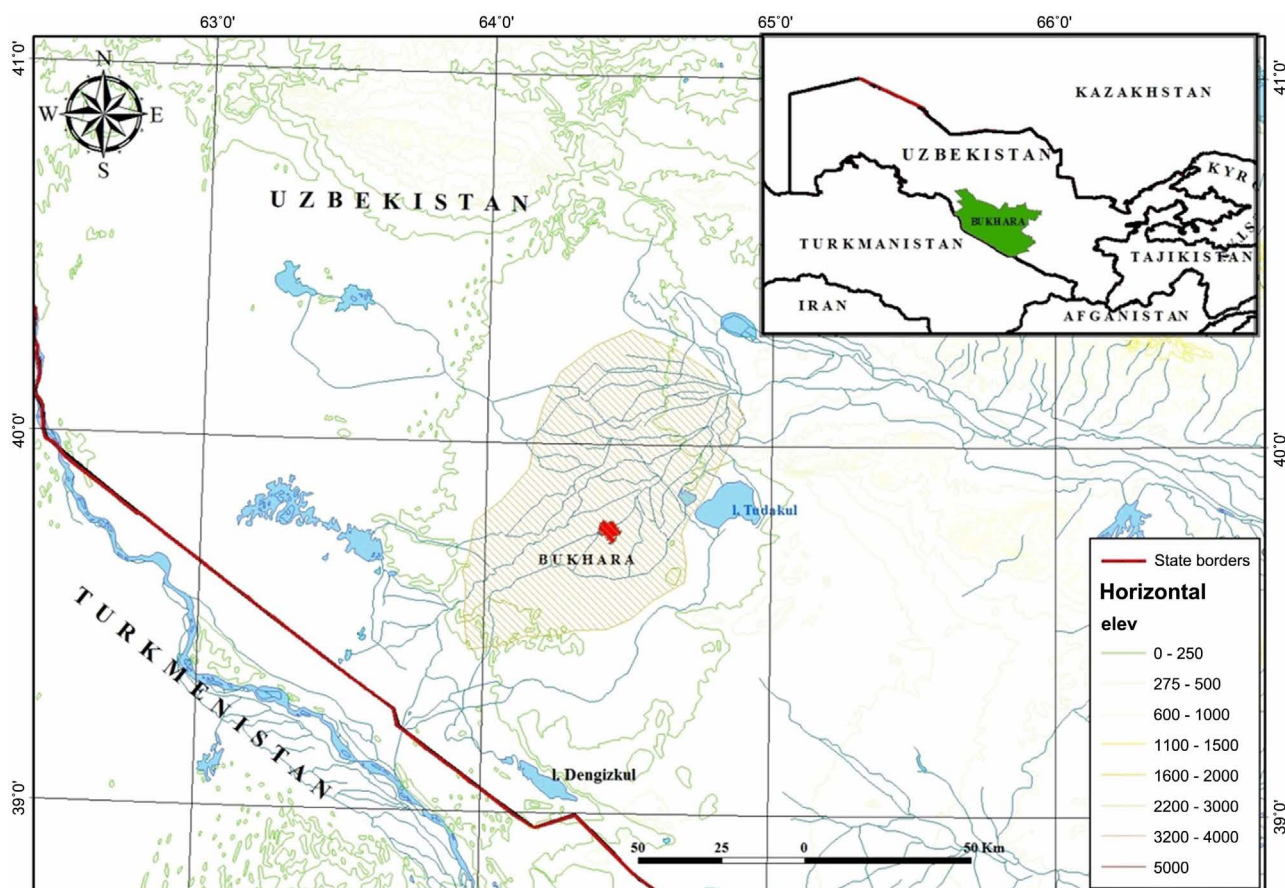 63°0' 64°0' 65°0' 66°0'
41°0'
41°0'
N
W E
S
KAZAKHSTAN
UZBEKISTAN
KYRG
BUKHARA
TURKMANISTAN
TAJIKISTAN
IRAN
AFGANISTAN
UZBEKISTAN
40°0'
40°0'
l. Tudakul
BUKHARA
TURKMENISTAN
l. Dengizkul
39°0'
39°0'
State borders
Horizontal
elev
0 - 250
275 - 500
600 - 1000
1100 - 1500
1600 - 2000
2200 - 3000
3200 - 4000
5000
50 25 0 50 Km